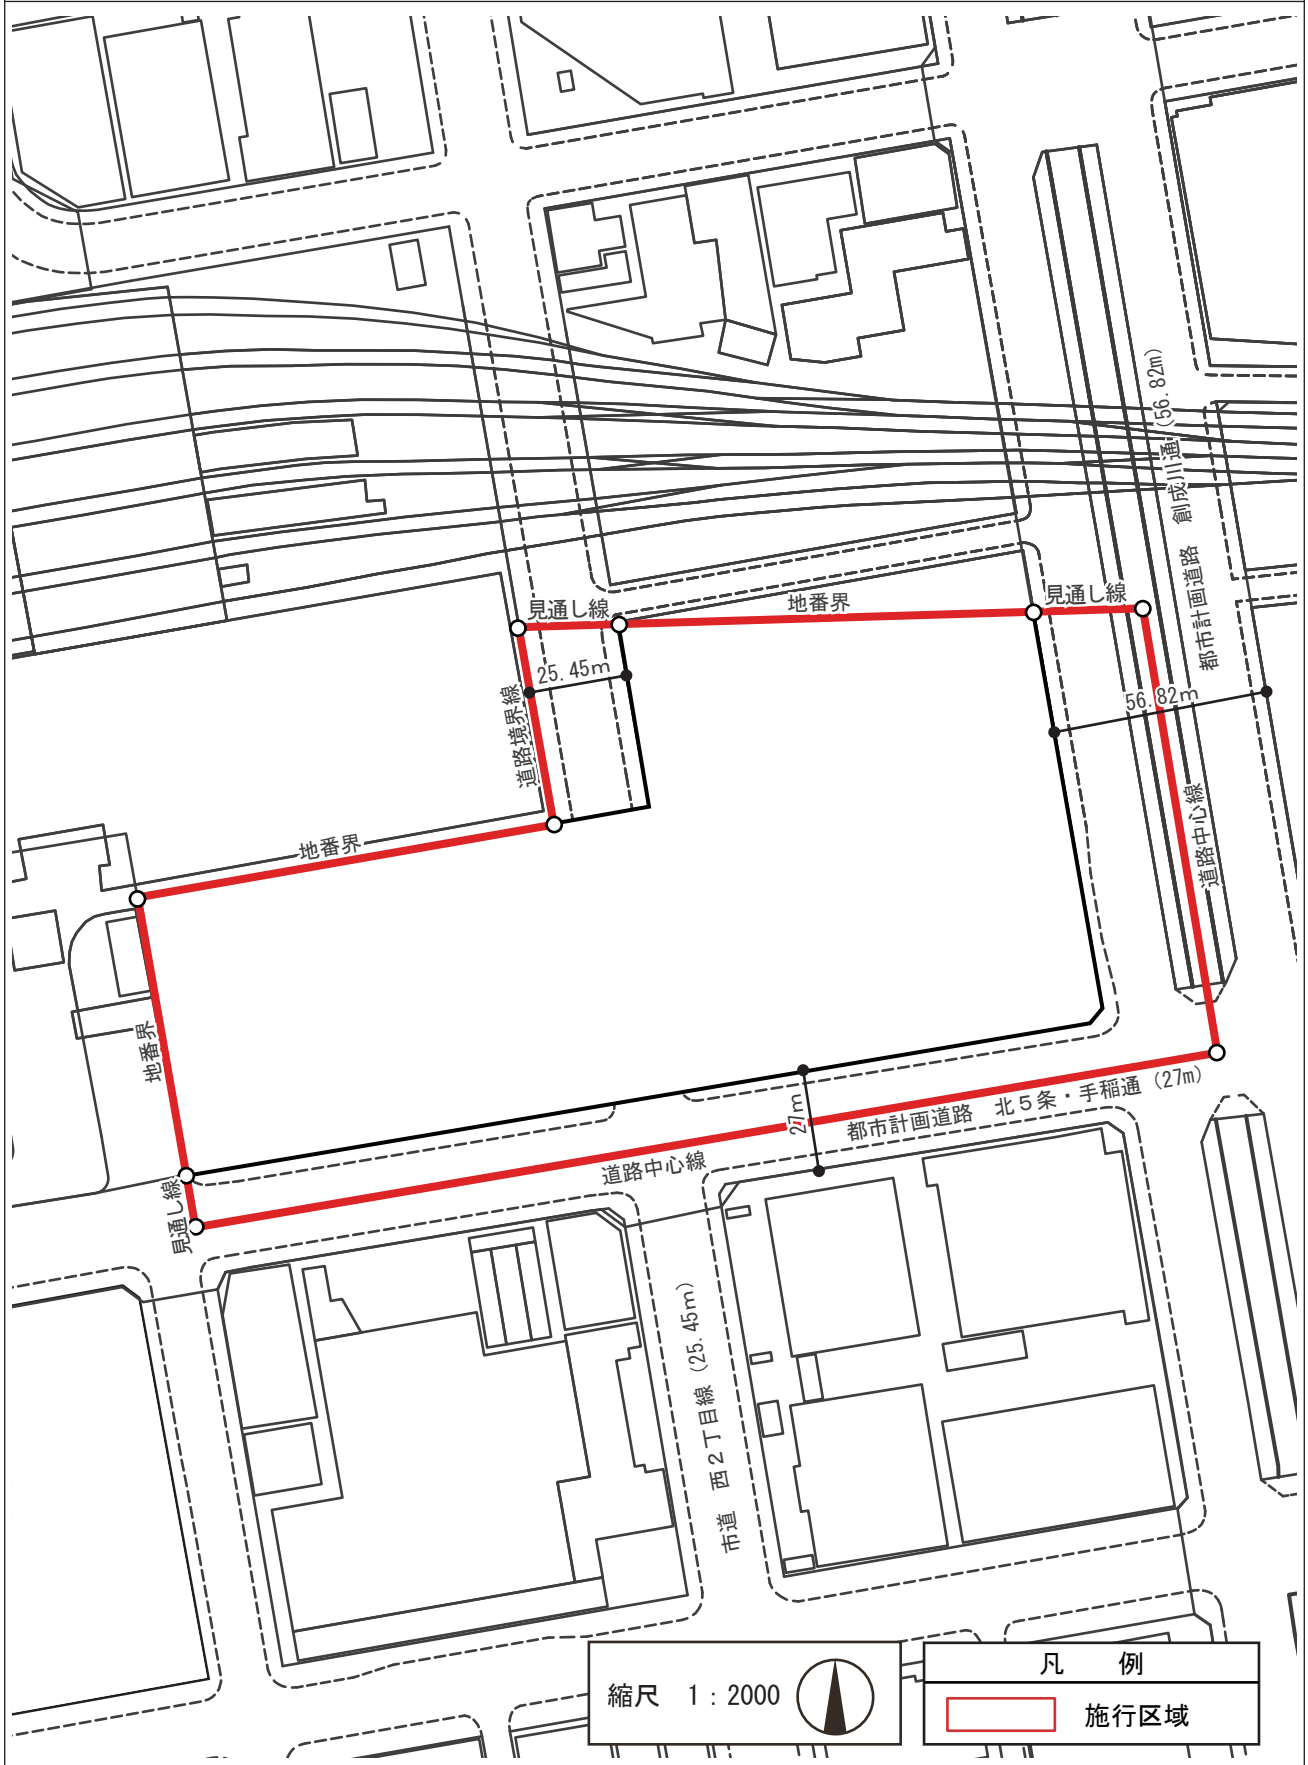 都市計画道路　創成川通（56.82m）
見通し線
地番界
見通し線
25.45m
56.82m
道路境界線
道路中心線
地番界
地番界
27m
都市計画道路　北５条・手稲通（27m）
道路中心線
見通し線
市道　西２丁目線（25.45m）
縮尺　1：2000
凡　例
施行区域